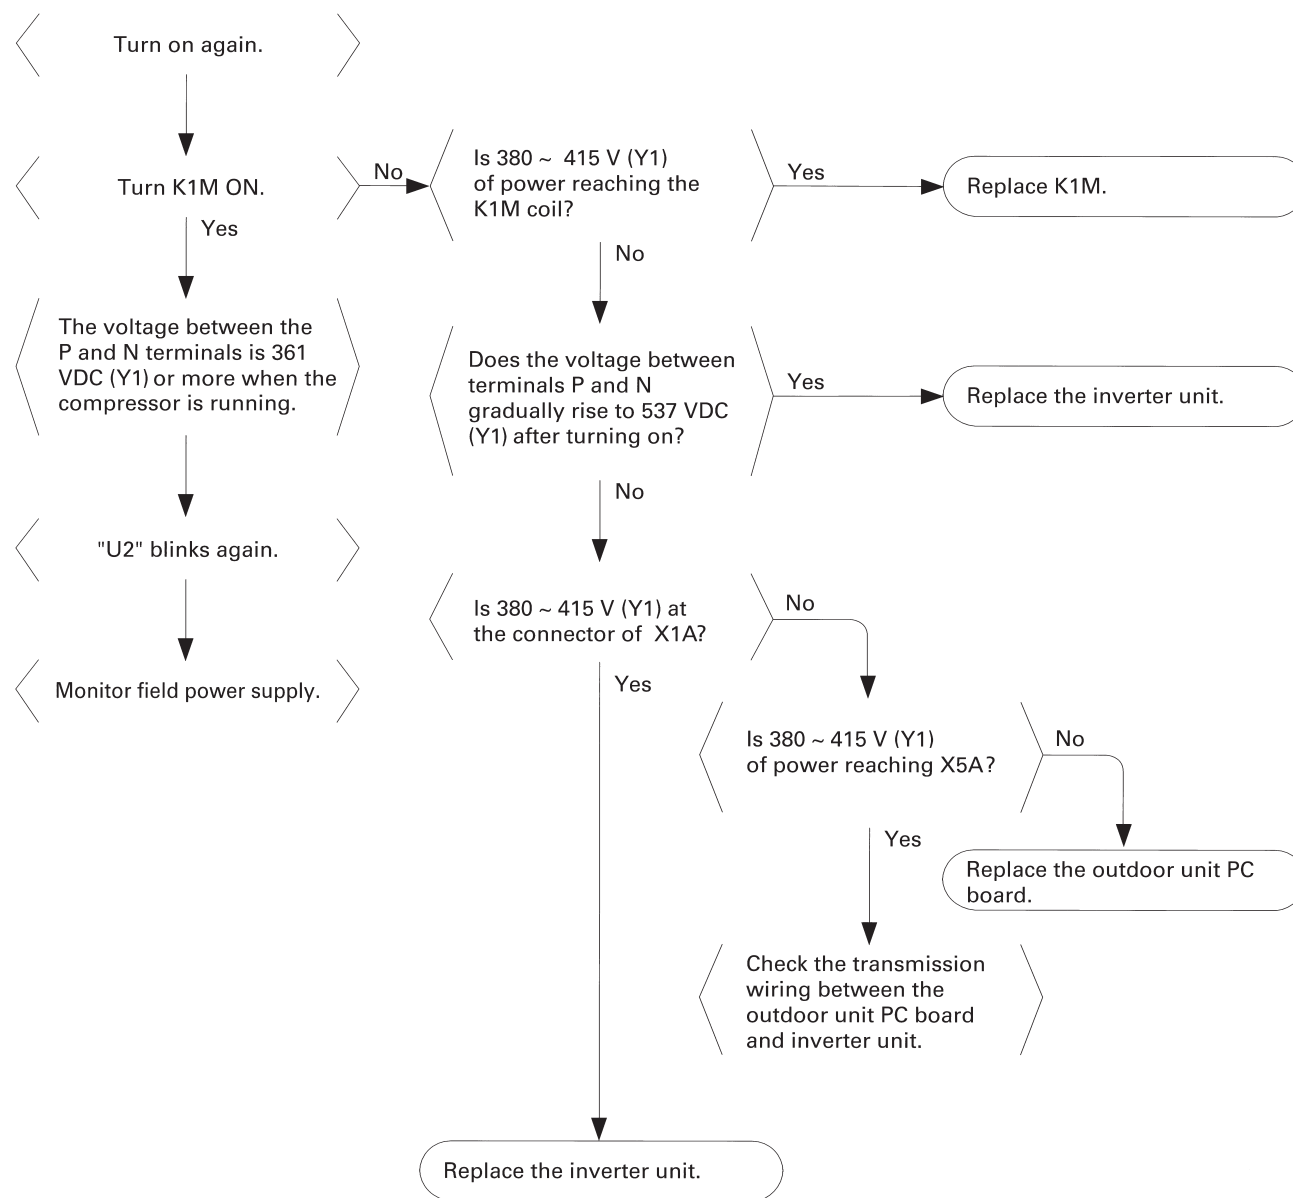 Turn on again.
Turn K1M ON.
No
Is 380 ~ 415 V (Y1)
of power reaching the
K1M coil?
Yes
Replace K1M.
Yes
No
The voltage between the
P and N terminals is 361
VDC (Y1) or more when the
compressor is running.
Does the voltage between
terminals P and N
gradually rise to 537 VDC
(Y1) after turning on?
Yes
Replace the inverter unit.
No
"U2" blinks again.
Is 380 ~ 415 V (Y1) at
the connector of X1A?
No
Yes
Monitor field power supply.
Is 380 ~ 415 V (Y1)
of power reaching X5A?
No
Yes
Replace the outdoor unit PC
board.
Check the transmission
wiring between the
outdoor unit PC board
and inverter unit.
Replace the inverter unit.